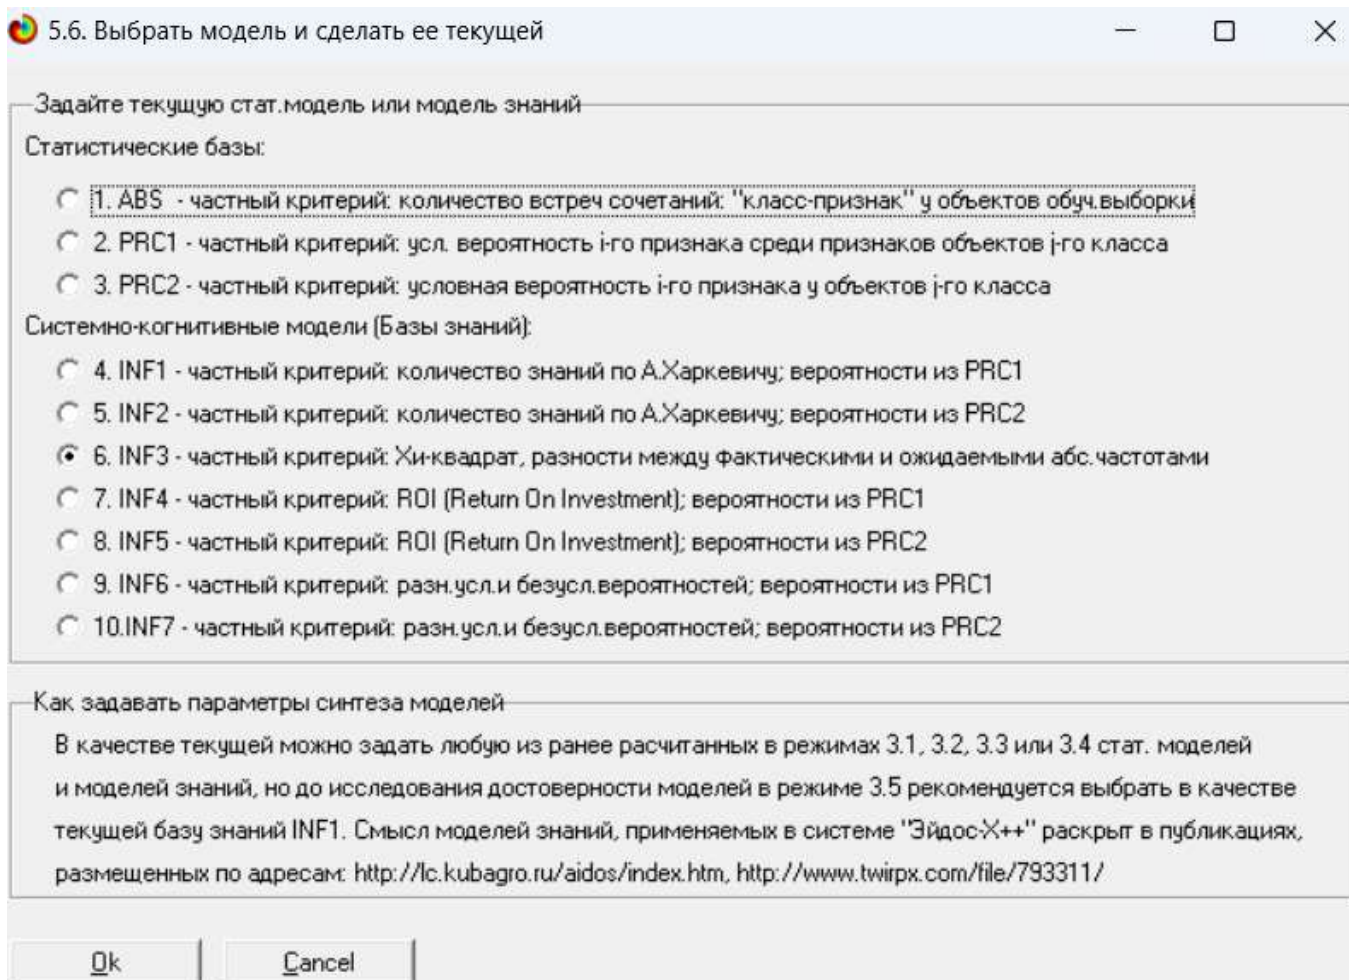 5.6. Выбрать модель и сделать ее текущей
Задайте текущую стат.модель или модель знаний
Статистические базы:
1. ABS - частный критерий: количество встреч сочетаний: "класс-признак" у объектов обуч.выборки
2. PRC1 - частный критерий: усл. вероятность i-го признака среди признаков объектов j-го класса
3. PRC2 - частный критерий: условная вероятность i-го признака у объектов j-го класса
Системно-когнитивные модели (Базы знаний):
4. INF1 - частный критерий: количество знаний по А.Харкевичу; вероятности из PRC1
5. INF2 - частный критерий: количество знаний по А.Харкевичу; вероятности из PRC2
6. INF3 - частный критерий: Хи-квадрат, разности между фактическими и ожидаемыми абс.частотами
7. INF4 - частный критерий: ROI (Return On Investment); вероятности из PRC1
8. INF5 - частный критерий: ROI (Return On Investment); вероятности из PRC2
9. INF6 - частный критерий: разн.усл.и безусл.вероятностей; вероятности из PRC1
10.INF7 - частный критерий: разн.усл.и безусл.вероятностей; вероятности из PRC2
Как задавать параметры синтеза моделей
В качестве текущей можно задать любую из ранее расчитанных в режимах 3.1, 3.2, 3.3 или 3.4 стат. моделей
и моделей знаний, но до исследования достоверности моделей в режиме 3.5 рекомендуется выбрать в качестве
текущей базу знаний INF1. Смысл моделей знаний, применяемых в системе "Эйдос-Х++" раскрыт в публикациях,
размещенных по адресам: http://lc.kubagro.ru/aidos/index.htm, http://www.twirpx.com/file/793311/
Ok Cancel